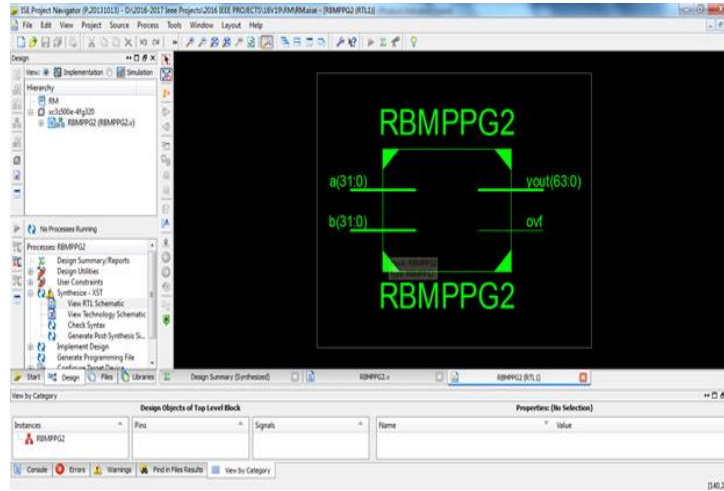 ISE Project Navigator (P.20131013) - D:\2016-2017 Ieee Projects\2016 IEEE PROJECTS\16V19\RM\RM.xise - [RBMPPG2 (RTL1)]
File Edit View Project Source Process Tools Window Layout Help
Design
View: Implementation Simulation
Hierarchy
RM
xc3s500e-4fg320
RBMPPG2 (RBMPPG2.v)
No Processes Running
Processes: RBMPPG2
Design Summary/Reports
Design Utilities
User Constraints
Synthesize - XST
View RTL Schematic
View Technology Schematic
Check Syntax
Generate Post-Synthesis Si...
Implement Design
Generate Programming File
Configure Target Device
RBMPPG2
a(31:0)
yout(63:0)
b(31:0)
ovf
RBMPPG2
Start Design Files Libraries
Design Summary (Synthesized)
RBMPPG2.v
RBMPPG2 (RTL1)
View by Category
Design Objects of Top Level Block
Properties: (No Selection)
Instances
Pins
Signals
Name
Value
RBMPPG2
Console Errors Warnings Find in Files Results View by Category